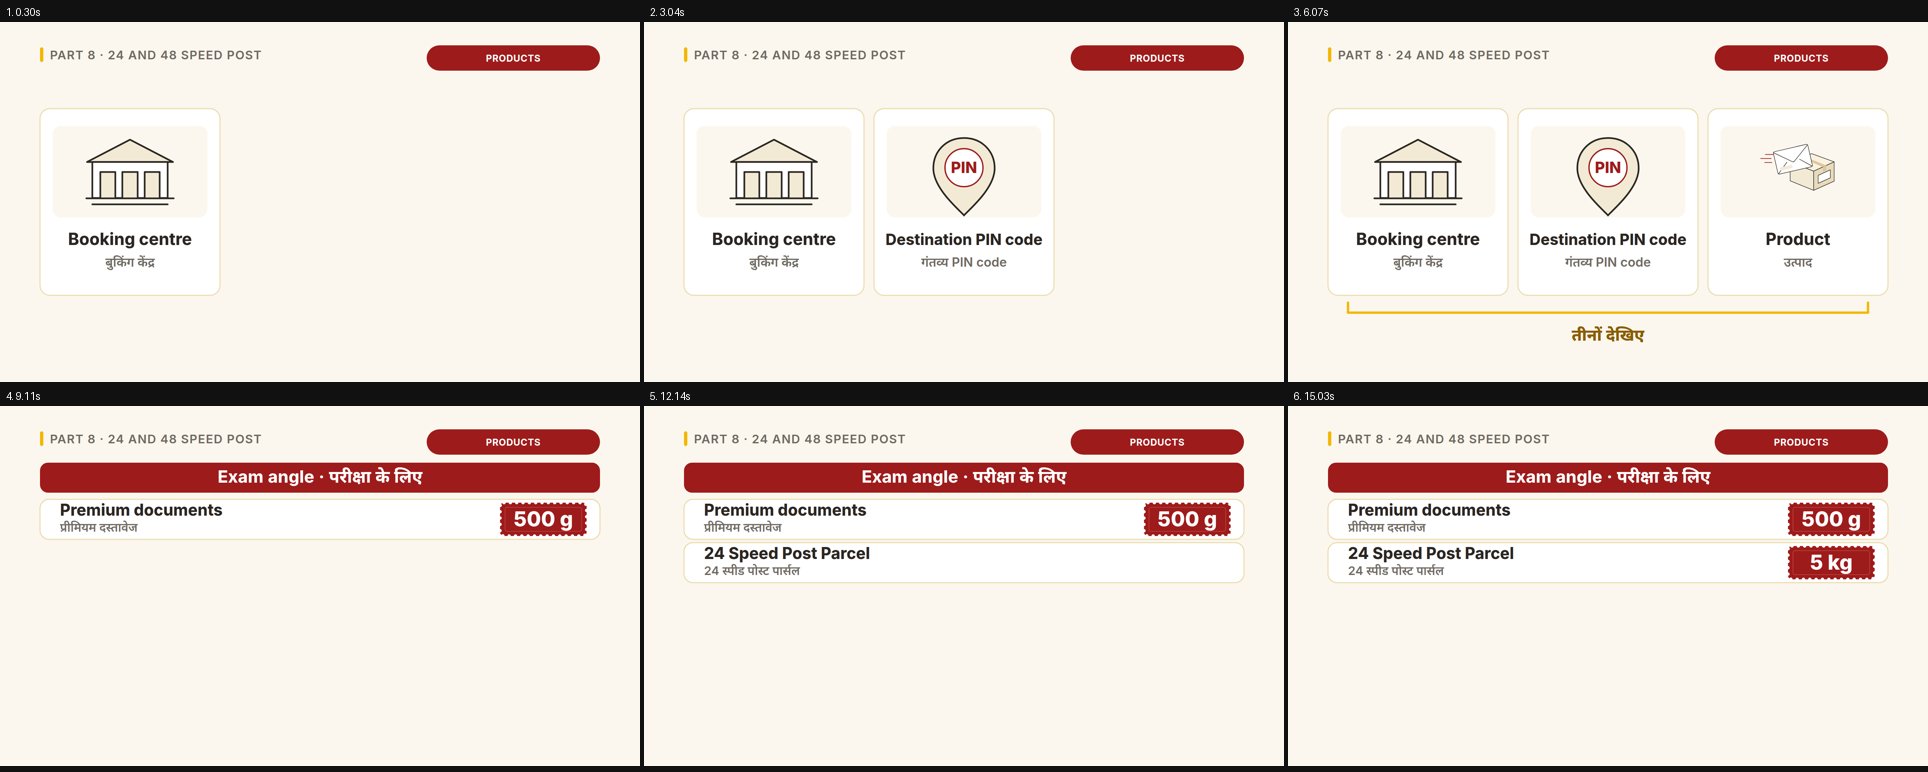 1. 0.30s
PART 8 · 24 AND 48 SPEED POST
PRODUCTS
Booking centre
बुकिंग केंद्र
2. 3.04s
PART 8 · 24 AND 48 SPEED POST
PRODUCTS
Booking centre
बुकिंग केंद्र
PIN
Destination PIN code
गंतव्य PIN code
3. 6.07s
PART 8 · 24 AND 48 SPEED POST
PRODUCTS
Booking centre
बुकिंग केंद्र
PIN
Destination PIN code
गंतव्य PIN code
Product
उत्पाद
तीनों देखिए
4. 9.11s
PART 8 · 24 AND 48 SPEED POST
PRODUCTS
Exam angle · परीक्षा के लिए
Premium documents
प्रीमियम दस्तावेज
500 g
5. 12.14s
PART 8 · 24 AND 48 SPEED POST
PRODUCTS
Exam angle · परीक्षा के लिए
Premium documents
प्रीमियम दस्तावेज
500 g
24 Speed Post Parcel
24 स्पीड पोस्ट पार्सल
6. 15.03s
PART 8 · 24 AND 48 SPEED POST
PRODUCTS
Exam angle · परीक्षा के लिए
Premium documents
प्रीमियम दस्तावेज
500 g
24 Speed Post Parcel
24 स्पीड पोस्ट पार्सल
5 kg